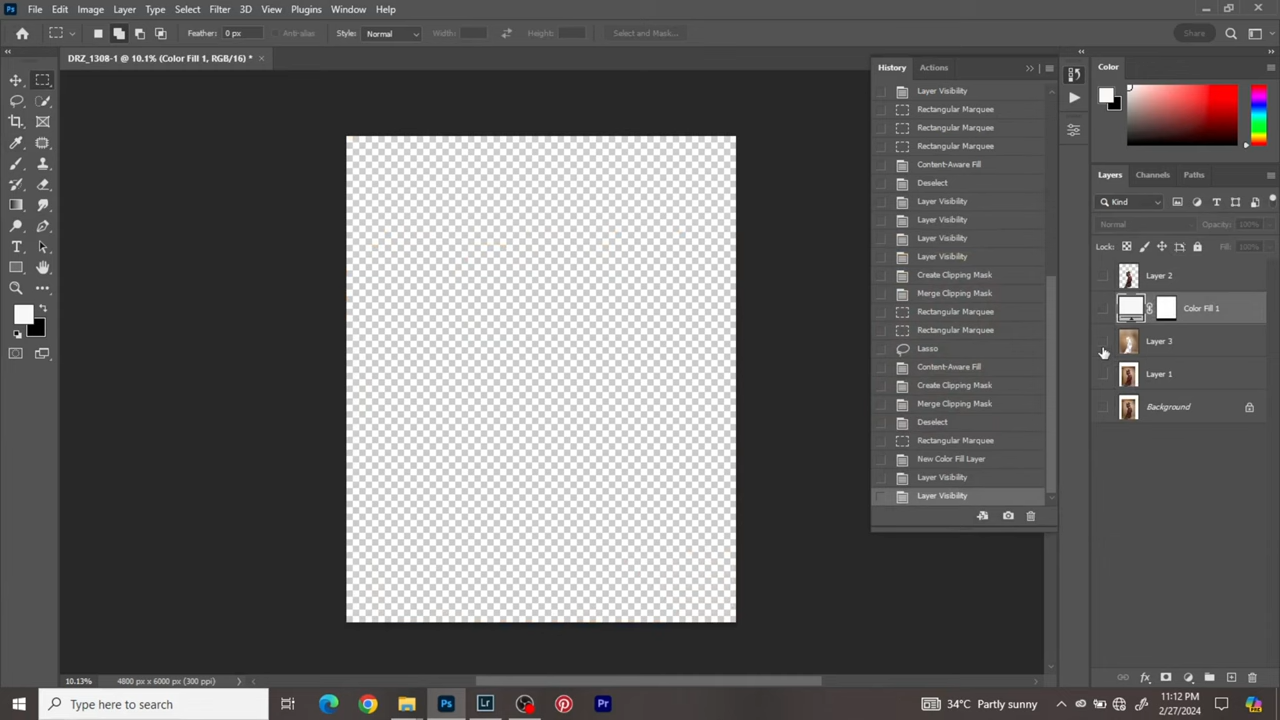 Ps File Edit Image Layer Type Select Filter 3D View Plugins Window Help
Feather: 0 px Anti-alias Style: Normal Width: Height: Select and Mask... Share
DRZ_1308-1 @ 10.1% (Color Fill 1, RGB/16) *
History Actions
Layer Visibility
Rectangular Marquee
Rectangular Marquee
Rectangular Marquee
Content-Aware Fill
Deselect
Layer Visibility
Layer Visibility
Layer Visibility
Layer Visibility
Create Clipping Mask
Merge Clipping Mask
Rectangular Marquee
Rectangular Marquee
Lasso
Content-Aware Fill
Create Clipping Mask
Merge Clipping Mask
Deselect
Rectangular Marquee
New Color Fill Layer
Layer Visibility
Layer Visibility
Color
Layers Channels Paths
Kind
Normal Opacity: 100%
Lock: Fill: 100%
Layer 2
Color Fill 1
Layer 3
Layer 1
Background
10.13% 4800 px x 6000 px (300 ppi)
Type here to search
Ps Lr Pr
34°C Partly sunny
11:12 PM
2/27/2024